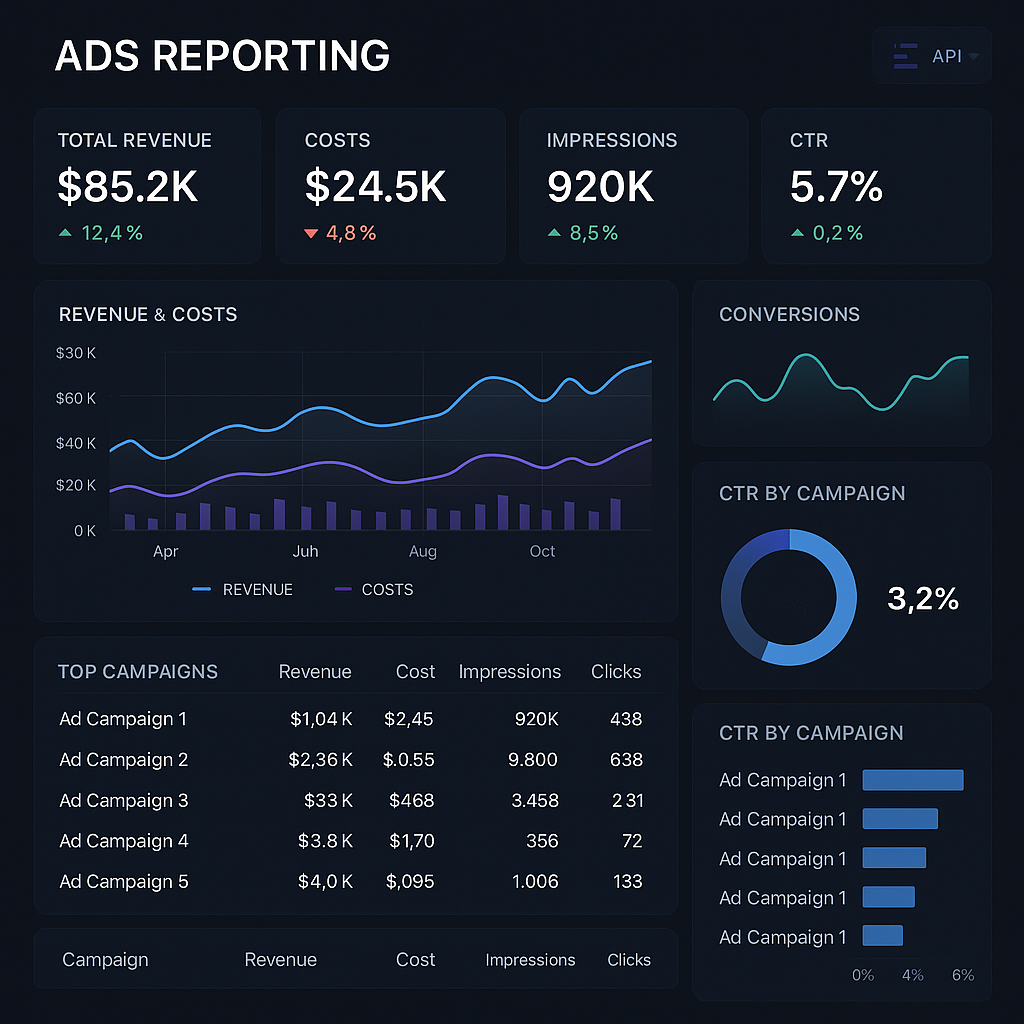 ADS REPORTING
API
TOTAL REVENUE
$85.2K
12,4%
COSTS
$24.5K
4,8%
IMPRESSIONS
920K
8,5%
CTR
5.7%
0,2%
REVENUE & COSTS
$30 K
$60 K
$40 K
$20 K
0 K
Apr Juh Aug Oct
REVENUE COSTS
CONVERSIONS
CTR BY CAMPAIGN
3,2%
TOP CAMPAIGNS Revenue Cost Impressions Clicks
Ad Campaign 1 $1,04 K $2,45 920K 438
Ad Campaign 2 $2,36 K $.0.55 9.800 638
Ad Campaign 3 $33 K $468 3.458 2 31
Ad Campaign 4 $3.8 K $1,70 356 72
Ad Campaign 5 $4,0 K $,095 1.006 133
Campaign Revenue Cost Impressions Clicks
CTR BY CAMPAIGN
Ad Campaign 1
Ad Campaign 1
Ad Campaign 1
Ad Campaign 1
Ad Campaign 1
0% 4% 6%